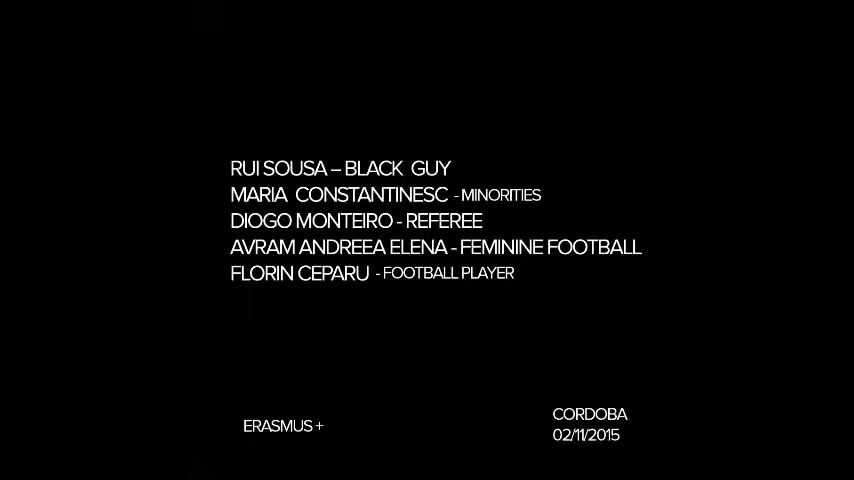 RUI SOUSA – BLACK GUY
MARIA CONSTANTINESC - MINORITIES
DIOGO MONTEIRO - REFEREE
AVRAM ANDREEA ELENA - FEMININE FOOTBALL
FLORIN CEPARU - FOOTBALL PLAYER
ERASMUS +
CORDOBA
02/11/2015